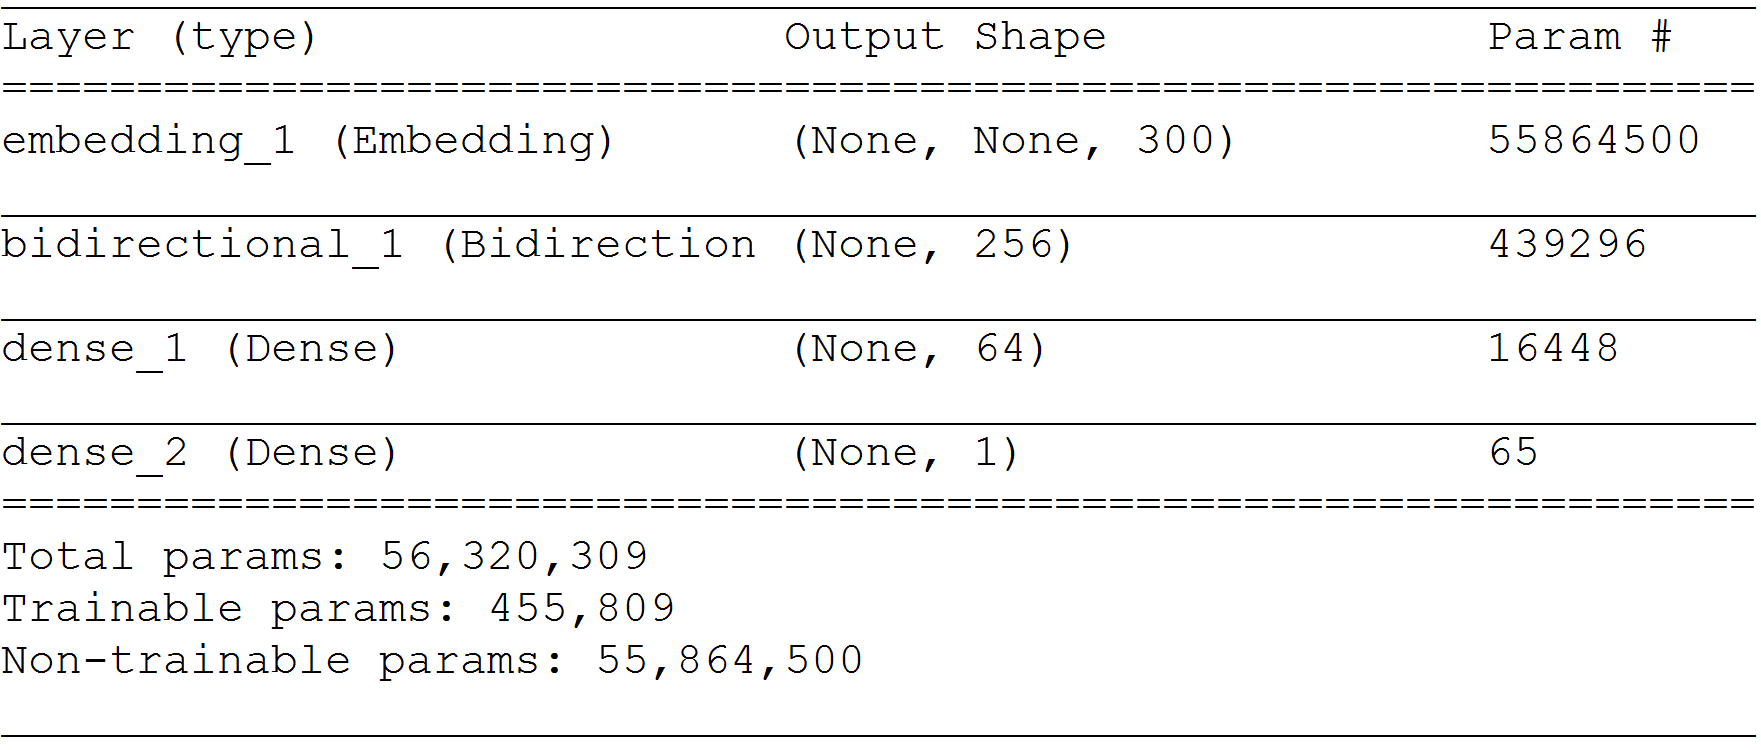 Layer (type) Output Shape Param #
=================================================================
embedding_1 (Embedding) (None, None, 300) 55864500
bidirectional_1 (Bidirection (None, 256) 439296
dense_1 (Dense) (None, 64) 16448
dense_2 (Dense) (None, 1) 65
=================================================================
Total params: 56,320,309
Trainable params: 455,809
Non-trainable params: 55,864,500